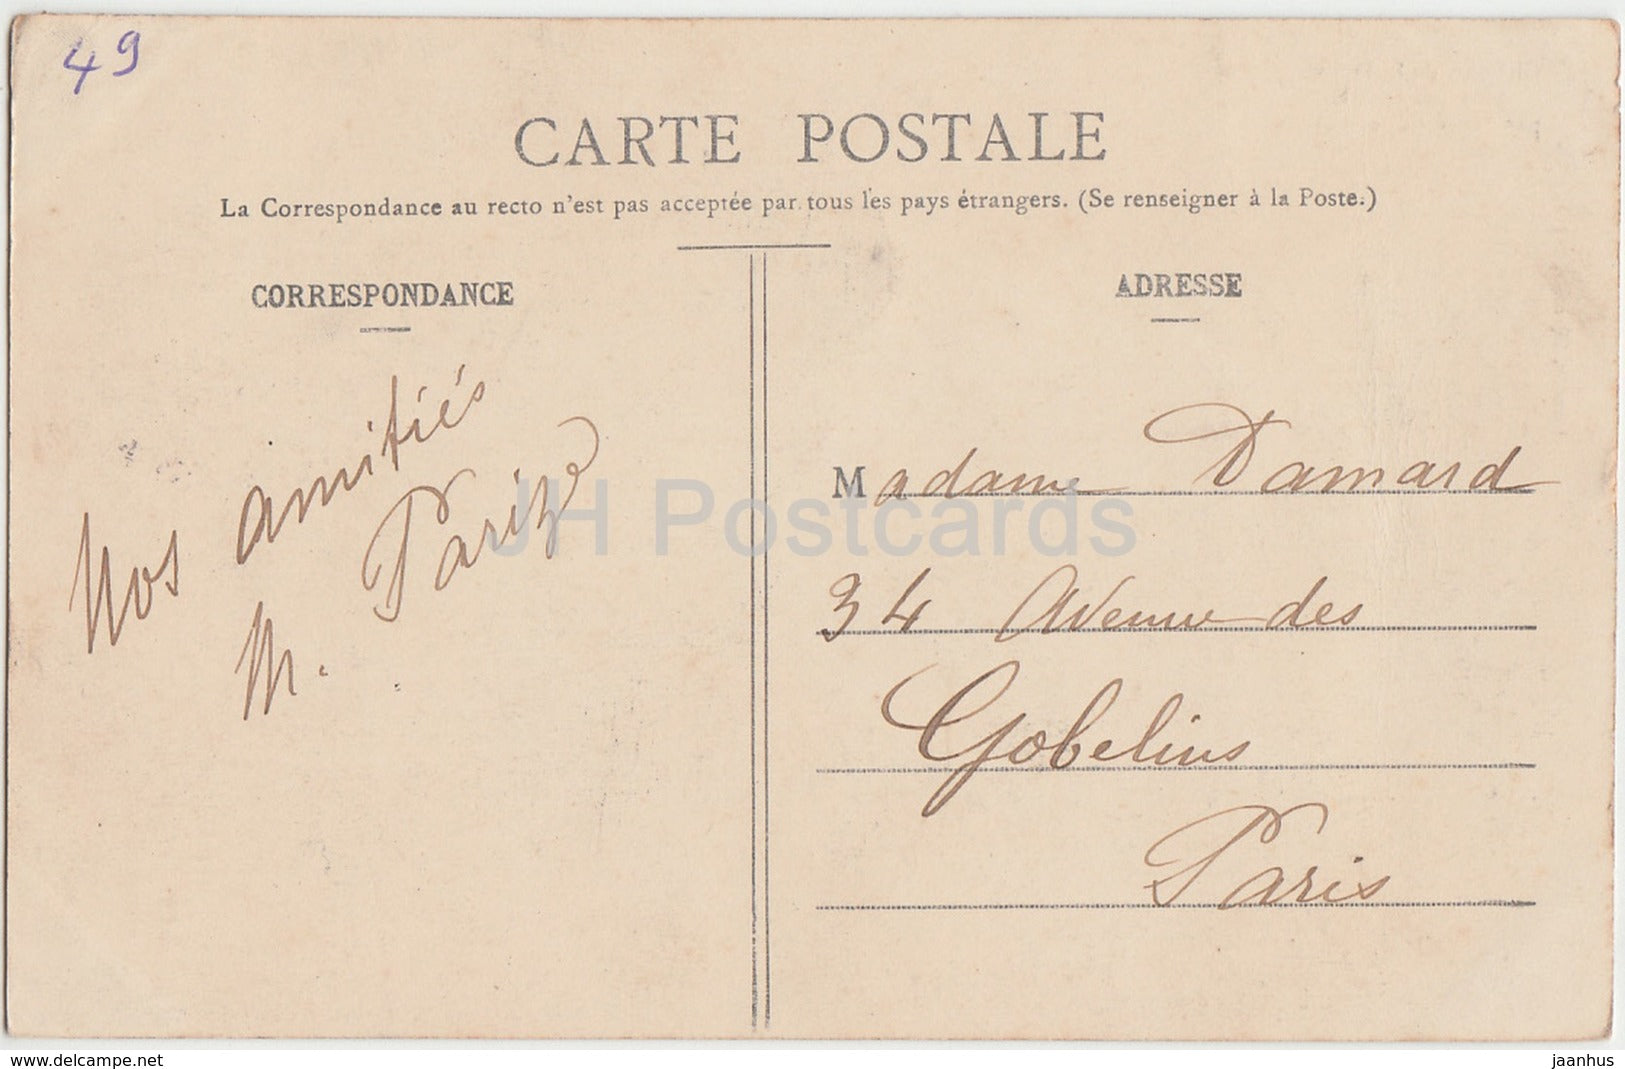 49
CARTE POSTALE
La Correspondance au recto n'est pas acceptée par tous les pays étrangers. (Se renseigner à la Poste.)
CORRESPONDANCE
Nos amitiés
M. Parize
ADRESSE
Madame Damard
34 Avenue des
Gobelins
Paris
JH Postcards
www.delcampe.net
jaanhus